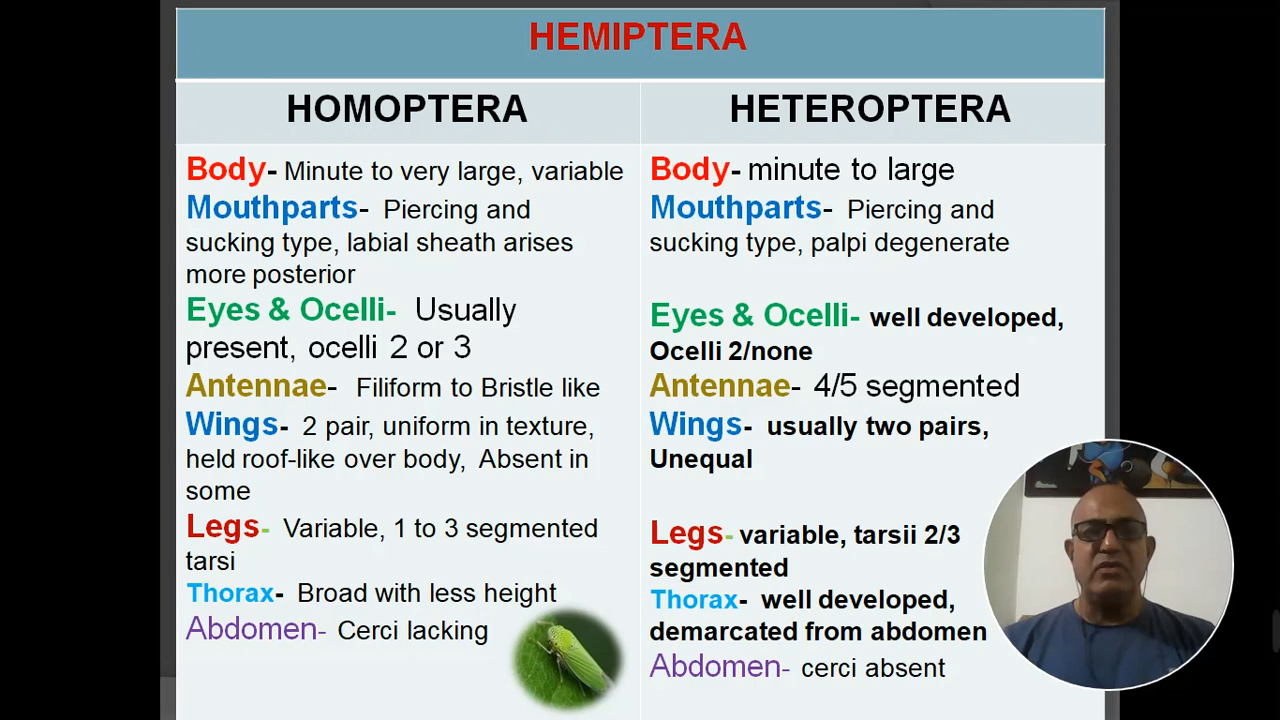 HEMIPTERA
HOMOPTERA
Body- Minute to very large, variable
Mouthparts- Piercing and
sucking type, labial sheath arises
more posterior
Eyes & Ocelli- Usually
present, ocelli 2 or 3
Antennae- Filiform to Bristle like
Wings- 2 pair, uniform in texture,
held roof-like over body, Absent in
some
Legs- Variable, 1 to 3 segmented
tarsi
Thorax- Broad with less height
Abdomen- Cerci lacking
HETEROPTERA
Body- minute to large
Mouthparts- Piercing and
sucking type, palpi degenerate
Eyes & Ocelli- well developed,
Ocelli 2/none
Antennae- 4/5 segmented
Wings- usually two pairs,
Unequal
Legs- variable, tarsii 2/3
segmented
Thorax- well developed,
demarcated from abdomen
Abdomen- cerci absent